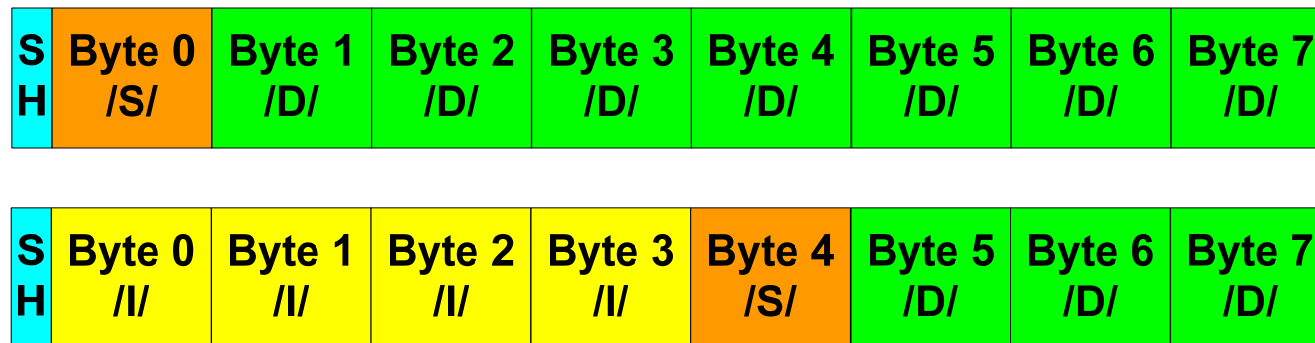 S Byte 0 Byte 1 Byte 2 Byte 3 Byte 4 Byte 5 Byte 6 Byte 7
H /S/ /D/ /D/ /D/ /D/ /D/ /D/ /D/
S Byte 0 Byte 1 Byte 2 Byte 3 Byte 4 Byte 5 Byte 6 Byte 7
H /I/ /I/ /I/ /I/ /S/ /D/ /D/ /D/